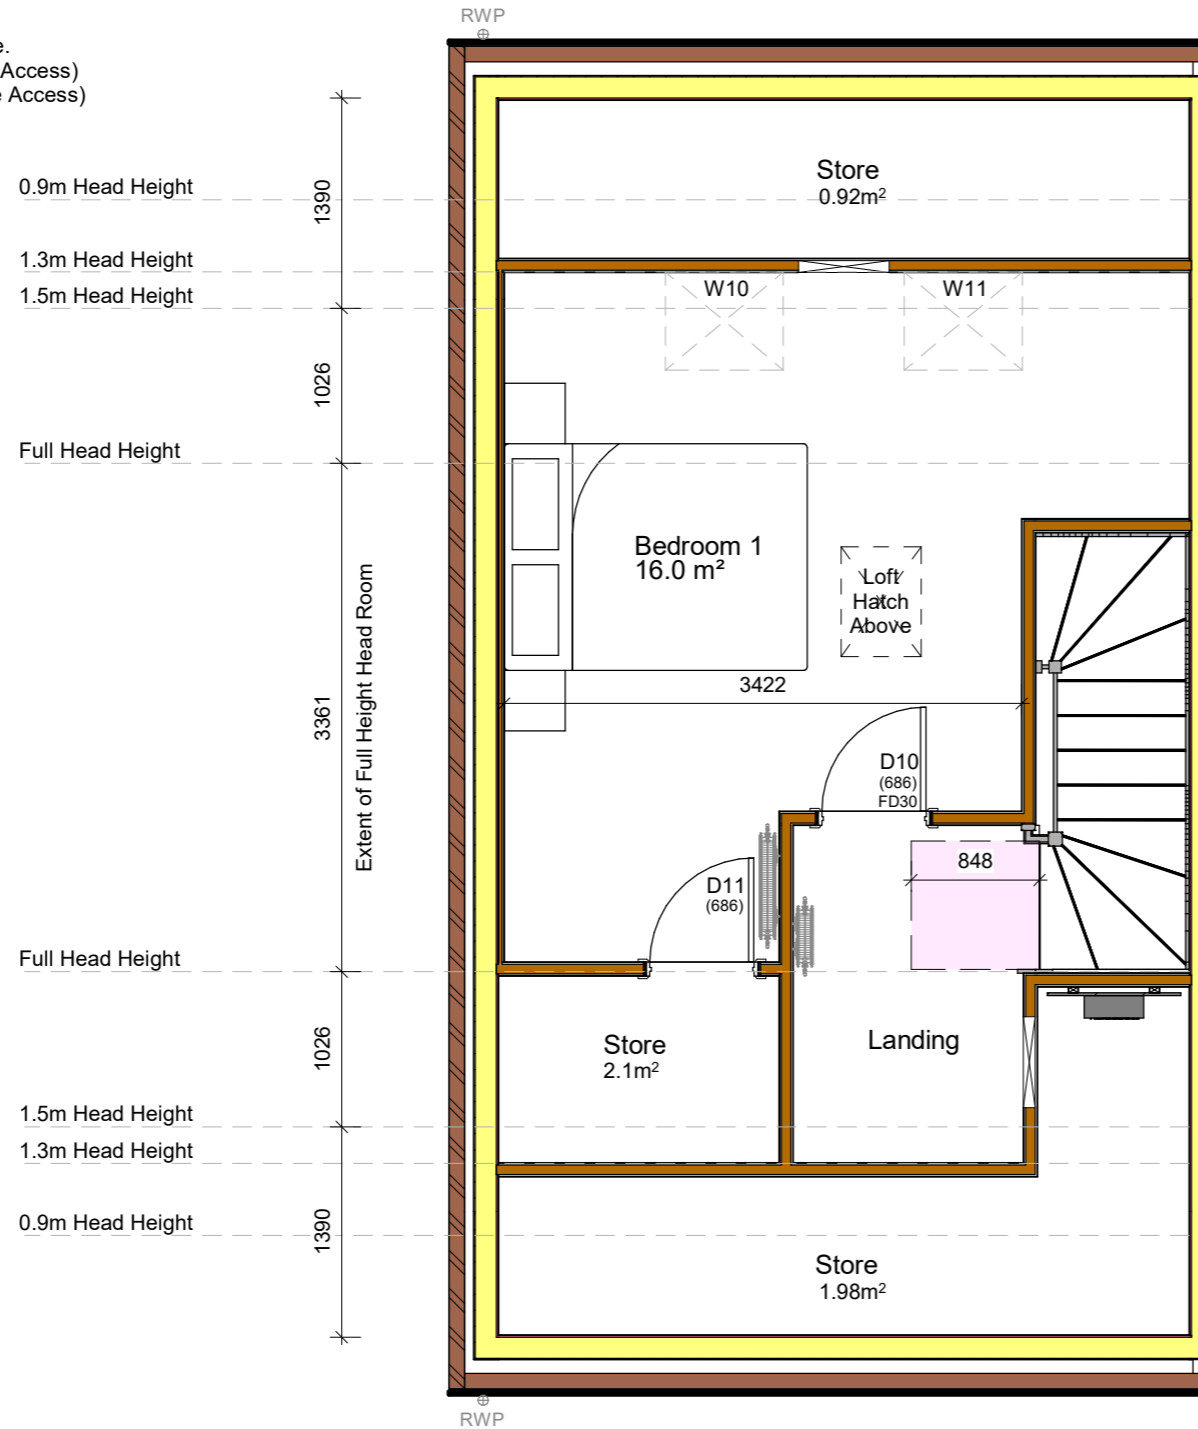 RWP
e.
Access)
e Access)
0.9m Head Height
1.3m Head Height
1.5m Head Height
Full Head Height
Full Head Height
1.5m Head Height
1.3m Head Height
0.9m Head Height
1390
1026
3361
Extent of Full Height Head Room
1026
1390
Store
0.92m²
W10
W11
Bedroom 1
16.0 m²
Loft
Hatch
Above
3422
D10
(686)
FD30
D11
(686)
848
Store
2.1m²
Landing
Store
1.98m²
RWP